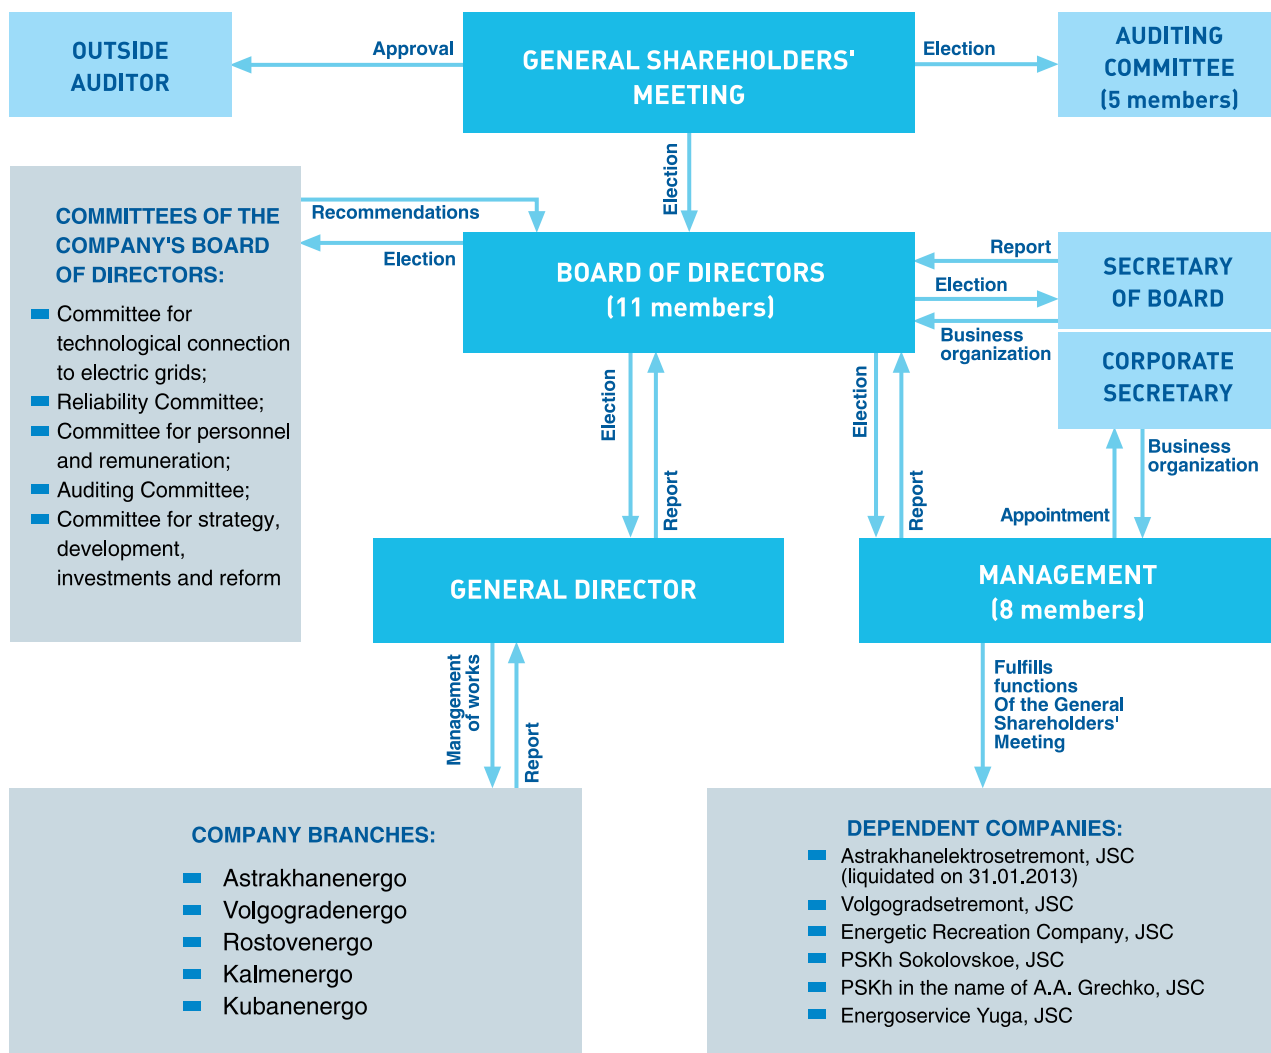 OUTSIDE
AUDITOR
Approval
GENERAL SHAREHOLDERS'
MEETING
Election
AUDITING
COMMITTEE
(5 members)
Election
COMMITTEES OF THE
COMPANY'S BOARD
OF DIRECTORS:
Committee for
technological connection
to electric grids;
Reliability Committee;
Committee for personnel
and remuneration;
Auditing Committee;
Committee for strategy,
development,
investments and reform
Recommendations
Election
BOARD OF DIRECTORS
(11 members)
Report
Election
Business
organization
SECRETARY
OF BOARD
CORPORATE
SECRETARY
Election
Report
Election
Report
Appointment
Business
organization
GENERAL DIRECTOR
MANAGEMENT
(8 members)
Management
of works
Report
Fulfills
functions
Of the General
Shareholders'
Meeting
COMPANY BRANCHES:
Astrakhanenergo
Volgogradenergo
Rostovenergo
Kalmenergo
Kubanenergo
DEPENDENT COMPANIES:
Astrakhanelektrosetremont, JSC
(liquidated on 31.01.2013)
Volgogradsetremont, JSC
Energetic Recreation Company, JSC
PSKh Sokolovskoe, JSC
PSKh in the name of A.A. Grechko, JSC
Energoservice Yuga, JSC